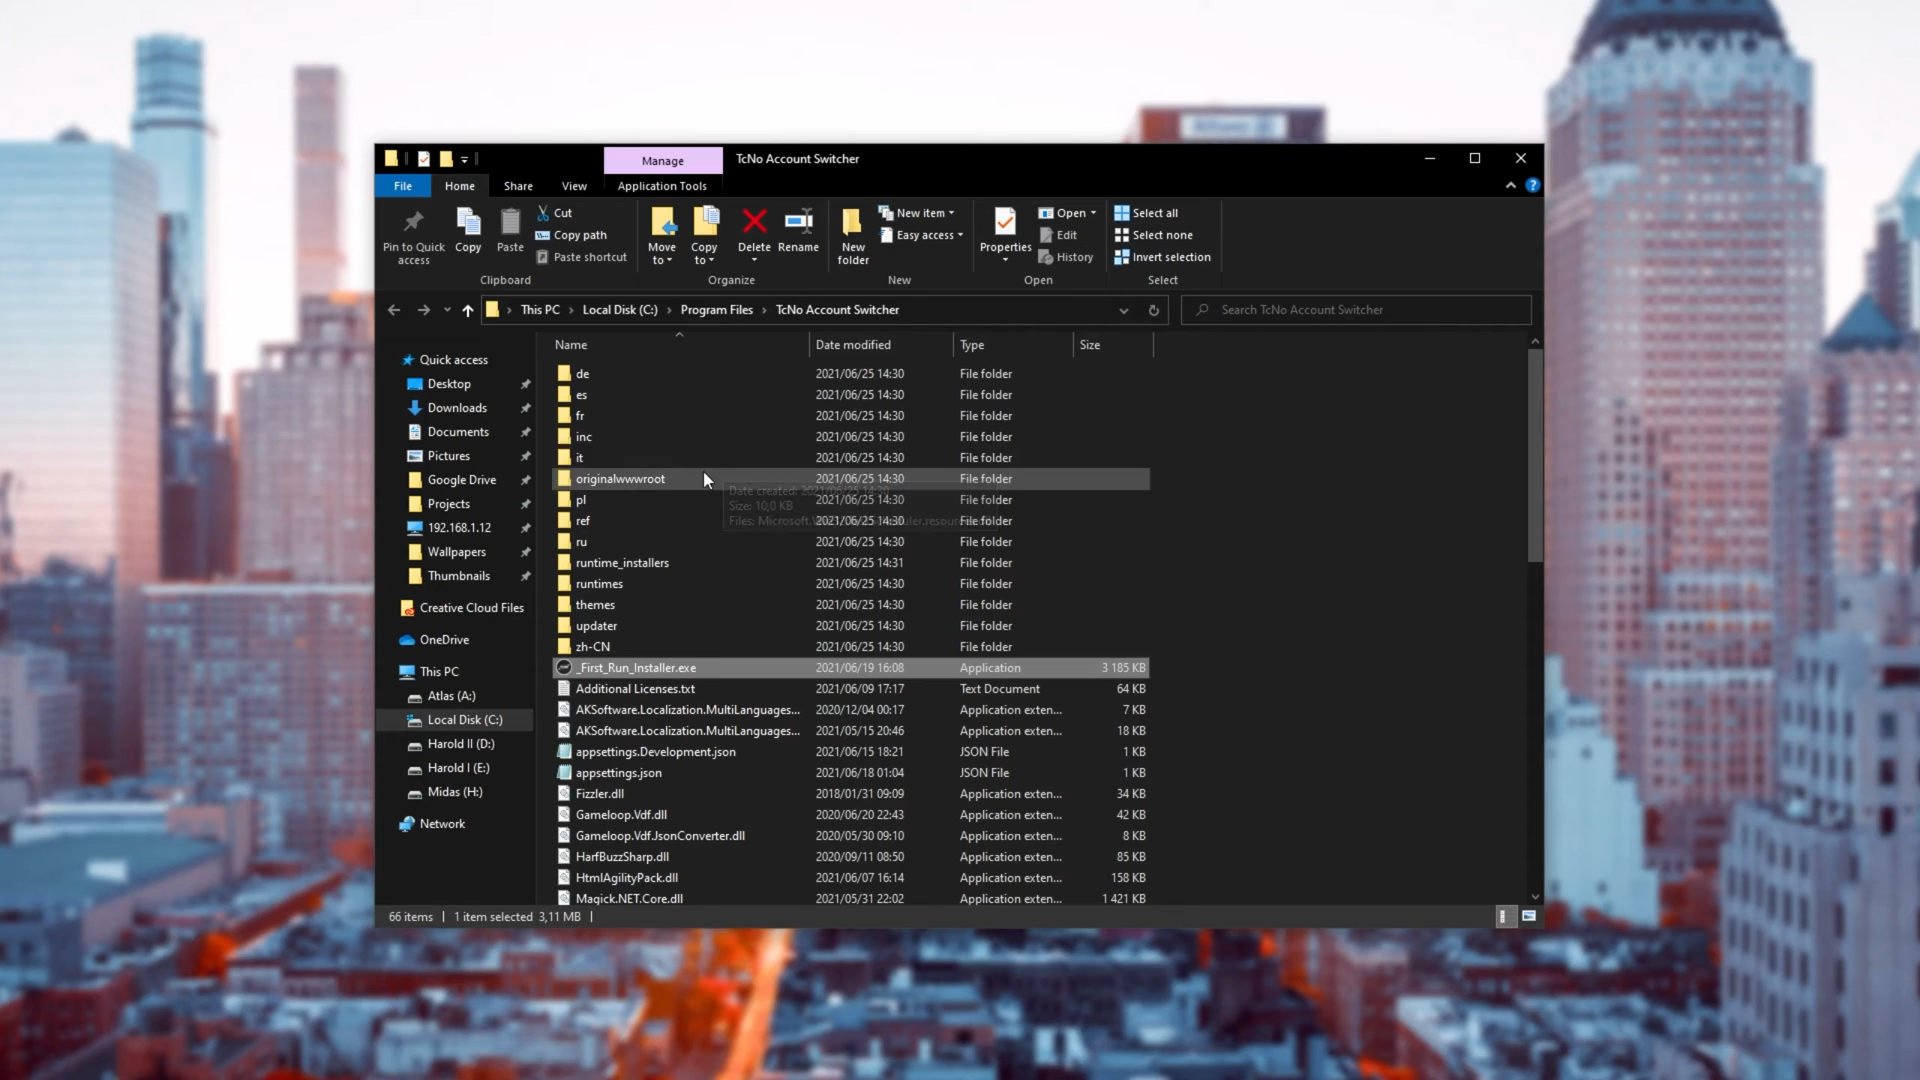 Manage
TcNo Account Switcher
File
Home
Share
View
Application Tools
Pin to Quick access
Copy
Paste
Cut
Copy path
Paste shortcut
Clipboard
Move to
Copy to
Delete
Rename
Organize
New folder
New item
Easy access
New
Properties
Open
Edit
History
Open
Select all
Select none
Invert selection
Select
This PC > Local Disk (C:) > Program Files > TcNo Account Switcher
Search TcNo Account Switcher
Quick access
Desktop
Downloads
Documents
Pictures
Google Drive
Projects
192.168.1.12
Wallpapers
Thumbnails
Creative Cloud Files
OneDrive
This PC
Atlas (A:)
Local Disk (C:)
Harold II (D:)
Harold I (E:)
Midas (H:)
Network
Name Date modified Type Size
de 2021/06/25 14:30 File folder
es 2021/06/25 14:30 File folder
fr 2021/06/25 14:30 File folder
inc 2021/06/25 14:30 File folder
it 2021/06/25 14:30 File folder
originalwwwroot 2021/06/25 14:30 File folder
Date created: 2021/06/25 14:30
pl 2021/06/25 14:30 File folder
Size: 10,0 KB
ref 2021/06/25 14:30 File folder
Files:
ru 2021/06/25 14:30 File folder
runtime_installers 2021/06/25 14:31 File folder
runtimes 2021/06/25 14:30 File folder
themes 2021/06/25 14:30 File folder
updater 2021/06/25 14:30 File folder
zh-CN 2021/06/25 14:30 File folder
_First_Run_Installer.exe 2021/06/19 16:08 Application 3 185 KB
Additional Licenses.txt 2021/06/09 17:17 Text Document 64 KB
AKSoftware.Localization.MultiLanguages... 2020/12/04 00:17 Application exten... 7 KB
AKSoftware.Localization.MultiLanguages... 2021/05/15 20:46 Application exten... 18 KB
appsettings.Development.json 2021/06/15 18:21 JSON File 1 KB
appsettings.json 2021/06/18 01:04 JSON File 1 KB
Fizzler.dll 2018/01/31 09:09 Application exten... 34 KB
Gameloop.Vdf.dll 2020/06/20 22:43 Application exten... 42 KB
Gameloop.Vdf.JsonConverter.dll 2020/05/30 09:10 Application exten... 8 KB
HarfBuzzSharp.dll 2020/09/11 08:50 Application exten... 85 KB
HtmlAgilityPack.dll 2021/06/07 16:14 Application exten... 158 KB
Magick.NET.Core.dll 2021/05/31 22:02 Application exten... 1 421 KB
66 items | 1 item selected 3,11 MB |